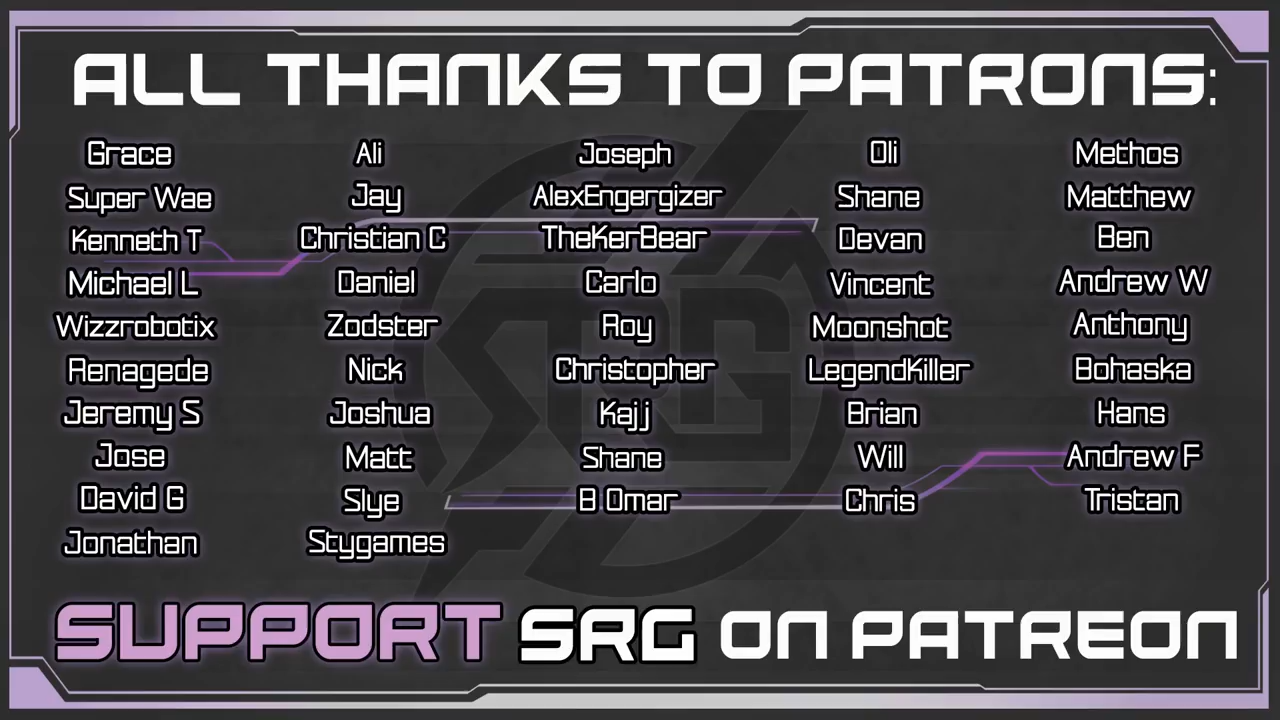 ALL THANKS TO PATRONS:
Grace Ali Joseph Oli Methos
Super Wae Jay AlexEngergizer Shane Matthew
Kenneth T Christian C TheKerBear Devan Ben
Michael L Daniel Carlo Vincent Andrew W
Wizzrobotix Zodster Roy Moonshot Anthony
Renagede Nick Christopher LegendKiller Bohaska
Jeremy S Joshua Kajj Brian Hans
Jose Matt Shane Will Andrew F
David G Slye B Omar Chris Tristan
Jonathan Stygames
SUPPORT SRG ON PATREON
SRG